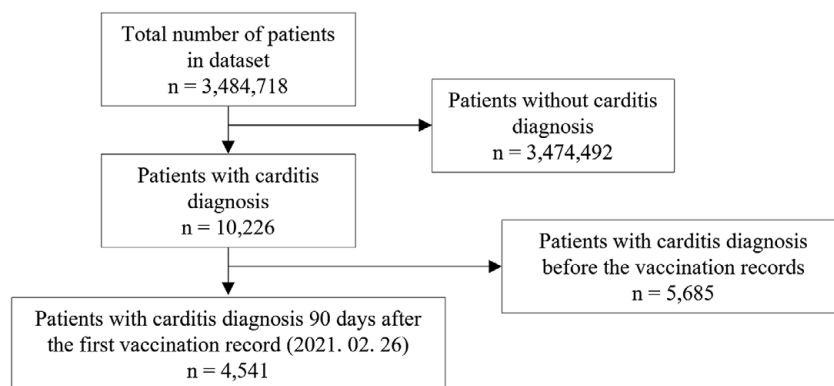 Total number of patients
in dataset
n = 3,484,718
Patients without carditis
diagnosis
n = 3,474,492
Patients with carditis
diagnosis
n = 10,226
Patients with carditis diagnosis
before the vaccination records
n = 5,685
Patients with carditis diagnosis 90 days after
the first vaccination record (2021. 02. 26)
n = 4,541